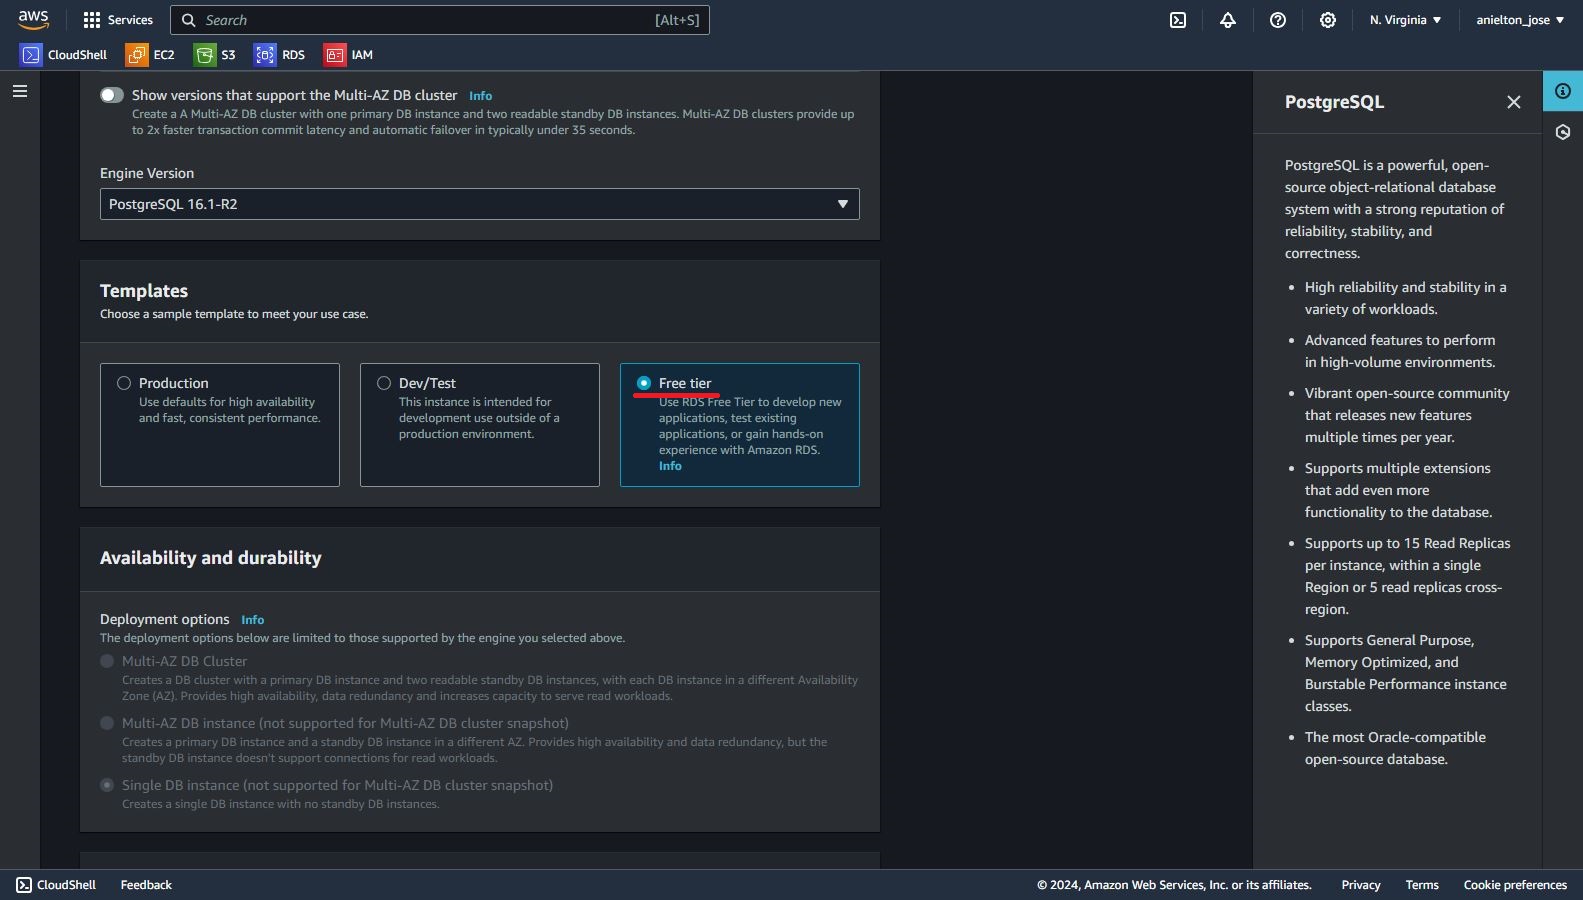 aws
Services
Search
[Alt+S]
N. Virginia
anielton_jose
CloudShell
EC2
S3
RDS
IAM
Show versions that support the Multi-AZ DB cluster Info
Create a A Multi-AZ DB cluster with one primary DB instance and two readable standby DB instances. Multi-AZ DB clusters provide up
to 2x faster transaction commit latency and automatic failover in typically under 35 seconds.
Engine Version
PostgreSQL 16.1-R2
Templates
Choose a sample template to meet your use case.
Production
Use defaults for high availability
and fast, consistent performance.
Dev/Test
This instance is intended for
development use outside of a
production environment.
Free tier
Use RDS Free Tier to develop new
applications, test existing
applications, or gain hands-on
experience with Amazon RDS.
Info
Availability and durability
Deployment options Info
The deployment options below are limited to those supported by the engine you selected above.
Multi-AZ DB Cluster
Creates a DB cluster with a primary DB instance and two readable standby DB instances, with each DB instance in a different Availability
Zone (AZ). Provides high availability, data redundancy and increases capacity to serve read workloads.
Multi-AZ DB instance (not supported for Multi-AZ DB cluster snapshot)
Creates a primary DB instance and a standby DB instance in a different AZ. Provides high availability and data redundancy, but the
standby DB instance doesn't support connections for read workloads.
Single DB instance (not supported for Multi-AZ DB cluster snapshot)
Creates a single DB instance with no standby DB instances.
PostgreSQL
PostgreSQL is a powerful, open-
source object-relational database
system with a strong reputation of
reliability, stability, and
correctness.
• High reliability and stability in a
variety of workloads.
• Advanced features to perform
in high-volume environments.
• Vibrant open-source community
that releases new features
multiple times per year.
• Supports multiple extensions
that add even more
functionality to the database.
• Supports up to 15 Read Replicas
per instance, within a single
Region or 5 read replicas cross-
region.
• Supports General Purpose,
Memory Optimized, and
Burstable Performance instance
classes.
• The most Oracle-compatible
open-source database.
CloudShell
Feedback
© 2024, Amazon Web Services, Inc. or its affiliates.
Privacy
Terms
Cookie preferences